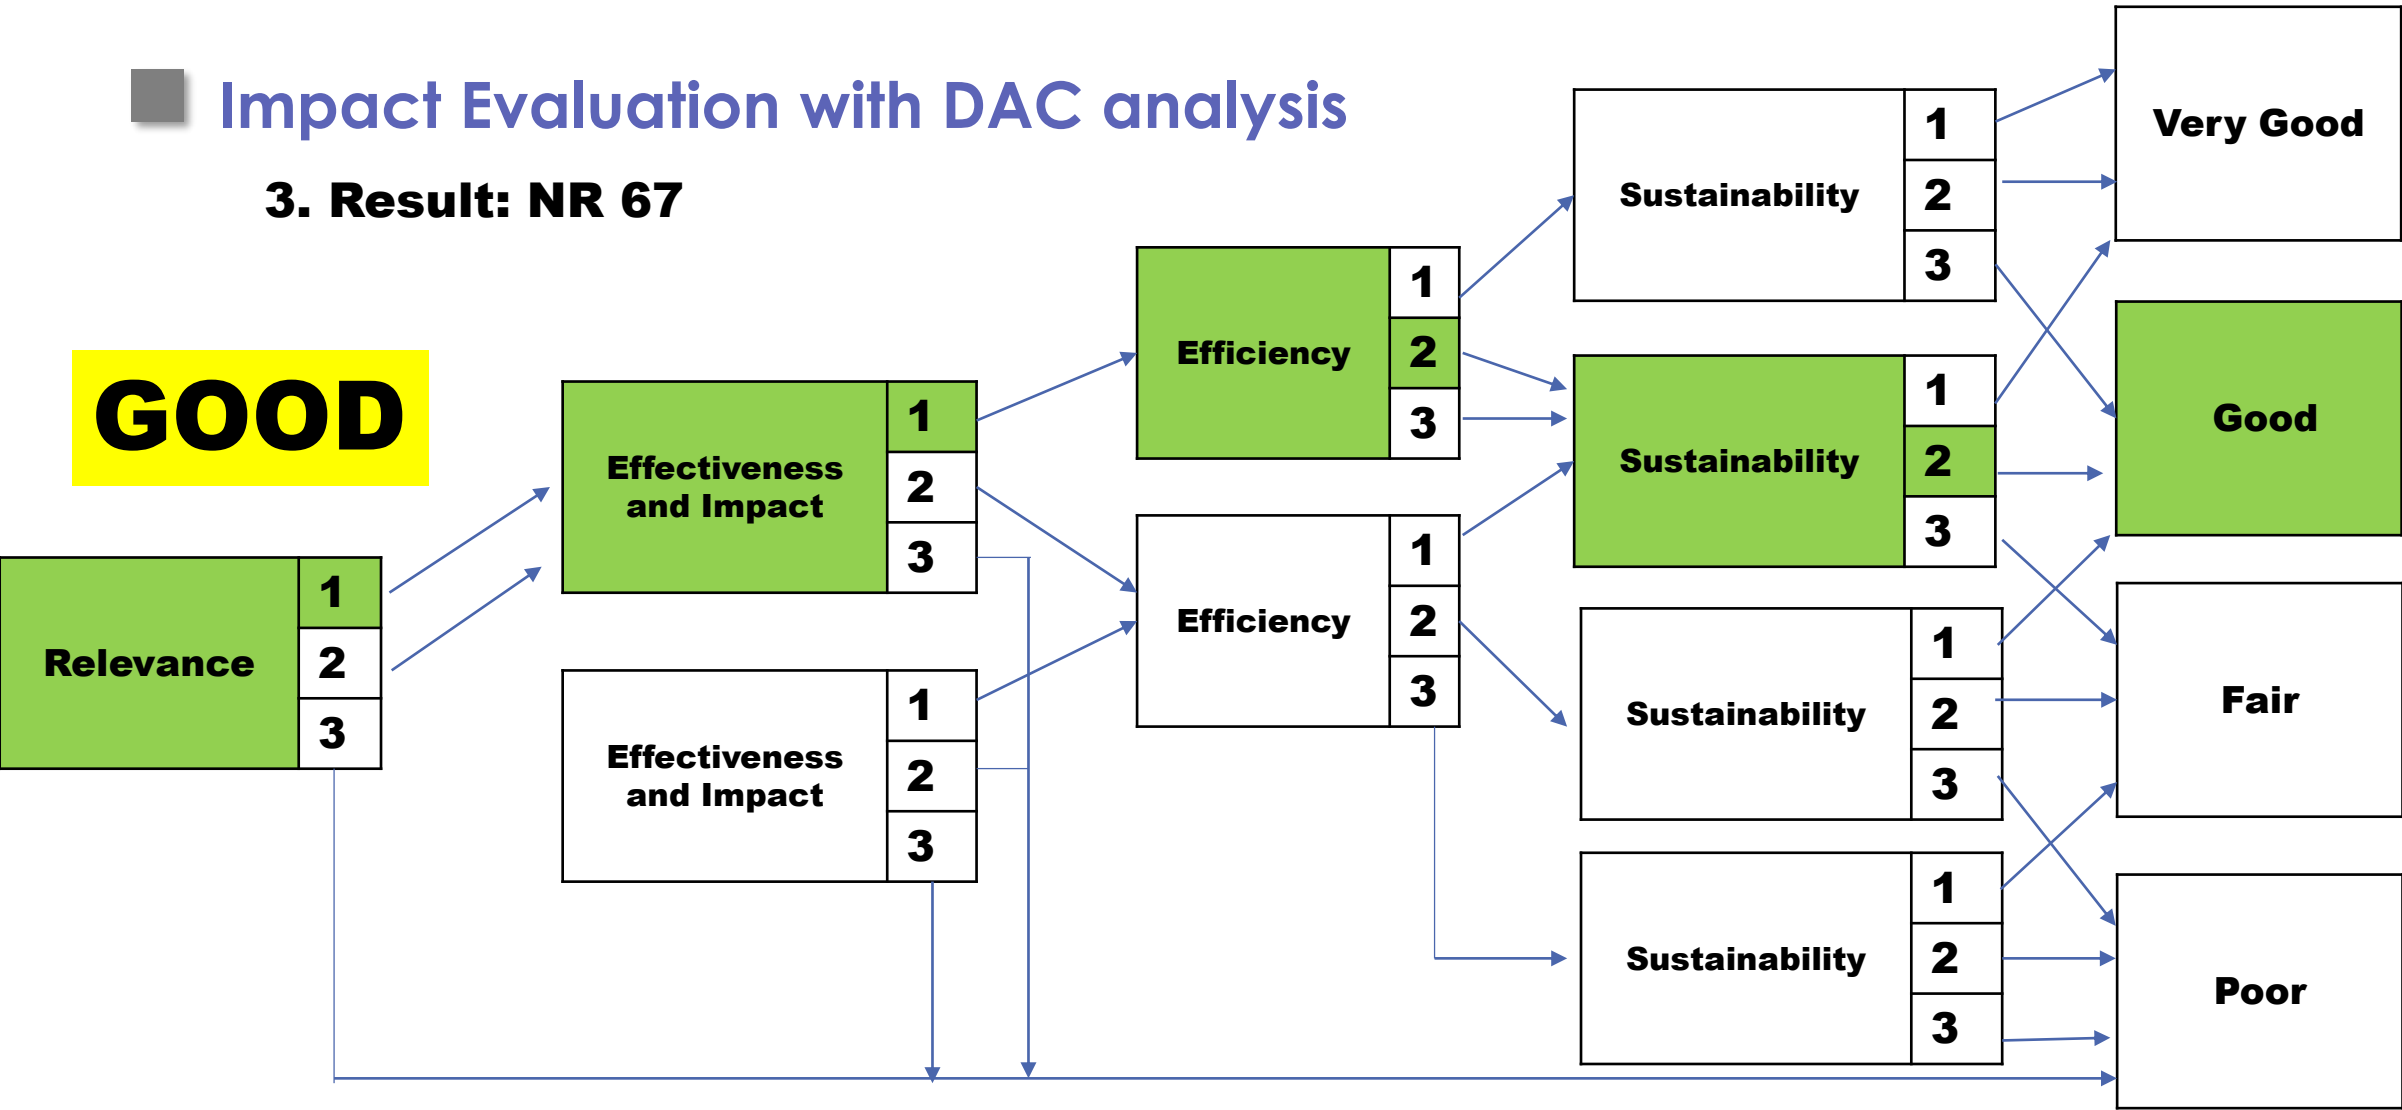 Impact Evaluation with DAC analysis
3. Result: NR 67
GOOD
Relevance
1
2
3
Effectiveness
and Impact
1
2
3
Effectiveness
and Impact
1
2
3
Efficiency
1
2
3
Efficiency
1
2
3
Sustainability
1
2
3
Sustainability
1
2
3
Sustainability
1
2
3
Sustainability
1
2
3
Very Good
Good
Fair
Poor